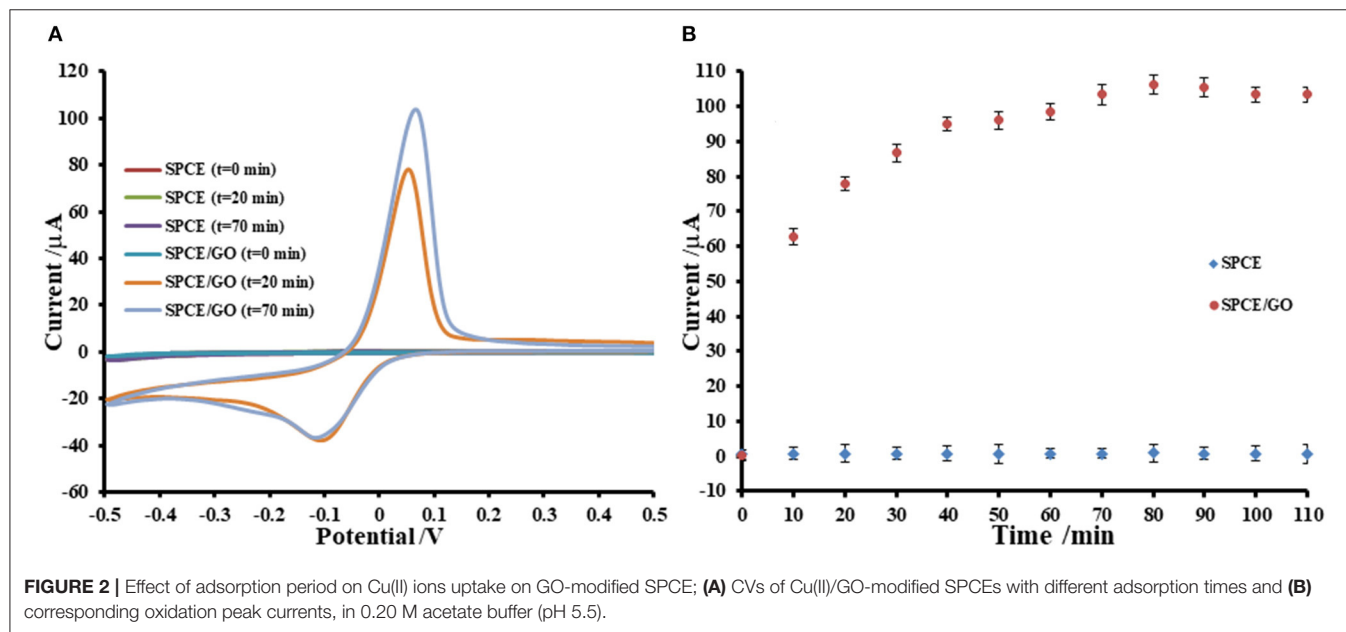 A
120
100
80
60
40
20
0
-20
-40
-60
Current /µA
SPCE (t=0 min)
SPCE (t=20 min)
SPCE (t=70 min)
SPCE/GO (t=0 min)
SPCE/GO (t=20 min)
SPCE/GO (t=70 min)
-0.5 -0.4 -0.3 -0.2 -0.1 0 0.1 0.2 0.3 0.4 0.5
Potential /V
B
110
100
90
80
70
60
50
40
30
20
10
0
-10
Current /µA
SPCE
SPCE/GO
0 10 20 30 40 50 60 70 80 90 100 110
Time /min
FIGURE 2 | Effect of adsorption period on Cu(II) ions uptake on GO-modified SPCE; (A) CVs of Cu(II)/GO-modified SPCEs with different adsorption times and (B)
corresponding oxidation peak currents, in 0.20 M acetate buffer (pH 5.5).